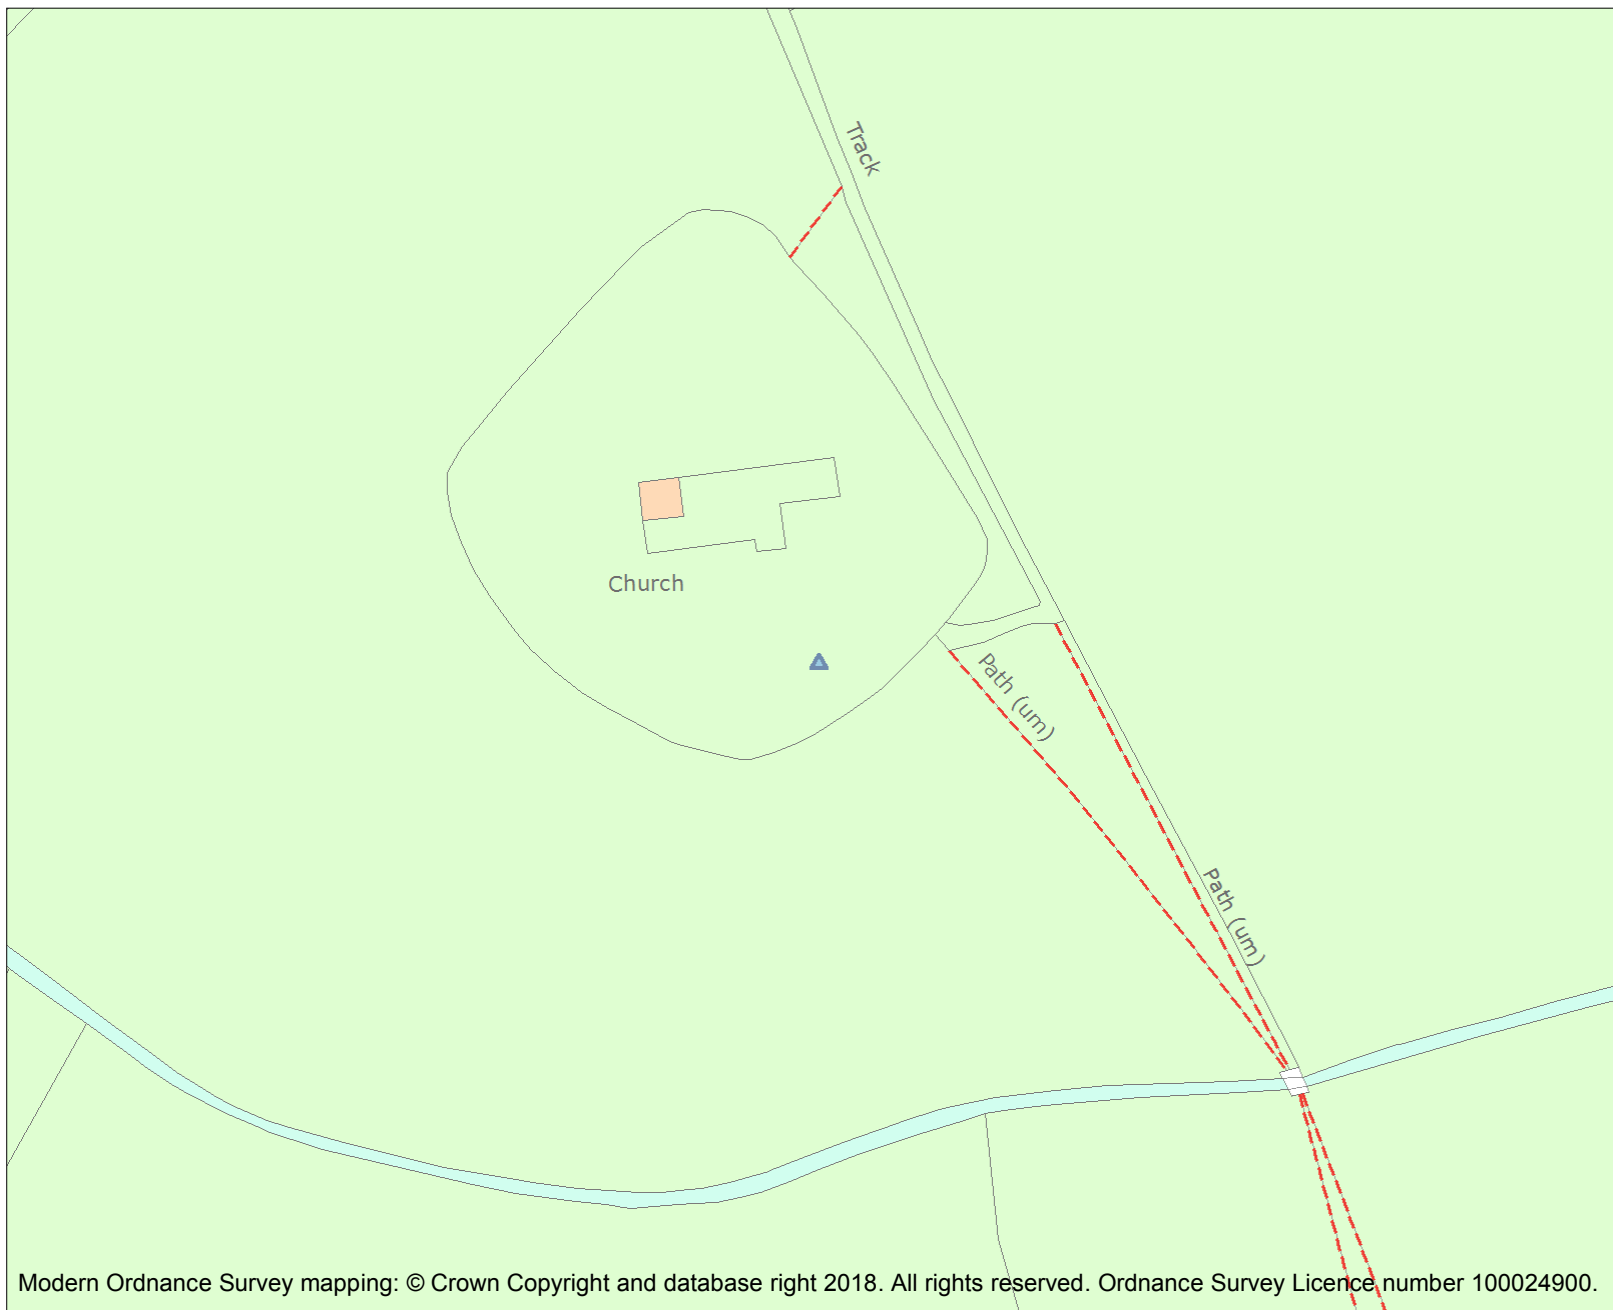 Track
Church
Path (um)
Path (um)
Modern Ordnance Survey mapping: © Crown Copyright and database right 2018. All rights reserved. Ordnance Survey Licence number 100024900.